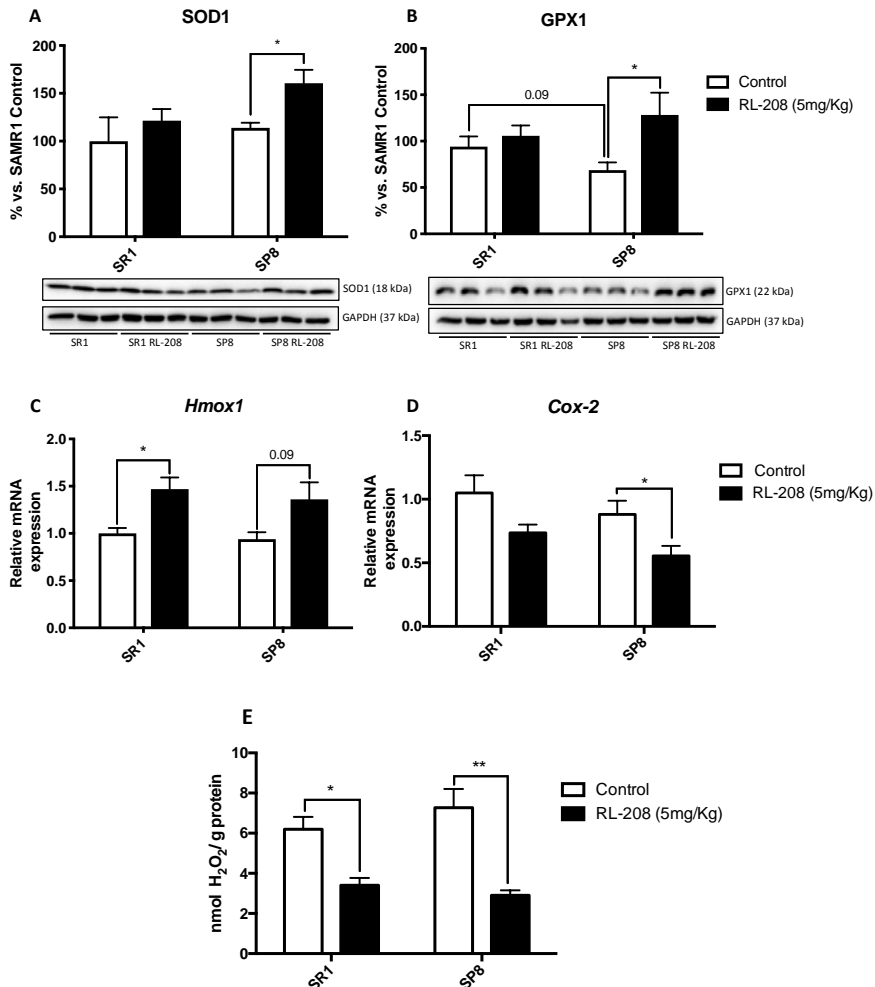 A
SOD1
% vs. SAMR1 Control
200
150
100
50
0
*
SR1
SP8
SOD1 (18 kDa)
GAPDH (37 kDa)
SR1
SR1 RL-208
SP8
SP8 RL-208
B
GPX1
% vs. SAMR1 Control
200
150
100
50
0
0.09
*
Control
RL-208 (5mg/Kg)
SR1
SP8
GPX1 (22 kDa)
GAPDH (37 kDa)
SR1
SR1 RL-208
SP8
SP8 RL-208
C
Hmox1
Relative mRNA
expression
2.0
1.5
1.0
0.5
0.0
*
0.09
SR1
SP8
D
Cox-2
Relative mRNA
expression
1.5
1.0
0.5
0.0
*
Control
RL-208 (5mg/Kg)
SR1
SP8
E
nmol H₂O₂/ g protein
10
8
6
4
2
0
*
**
Control
RL-208 (5mg/Kg)
SR1
SP8